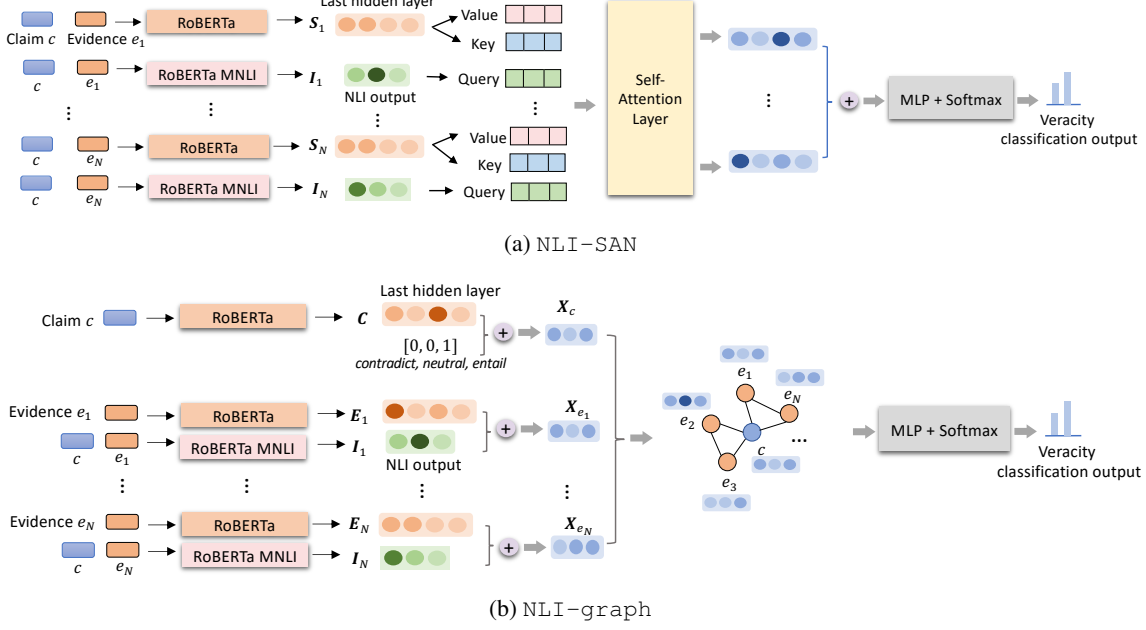 Last hidden layer
Claim c Evidence e1 RoBERTa S1 Value
Key
c e1 RoBERTa MNLI I1 Query
NLI output
Self-
Attention
Layer
+ MLP + Softmax
Veracity
classification output
... ... ... ... ...
c eN RoBERTa SN Value
Key
c eN RoBERTa MNLI IN Query
(a) NLI-SAN
Last hidden layer
Claim c RoBERTa C + Xc
[0, 0, 1]
contradict, neutral, entail
Evidence e1 RoBERTa E1 + Xe1
c e1 RoBERTa MNLI I1
NLI output
... ... ... ...
Evidence eN RoBERTa EN + XeN
c eN RoBERTa MNLI IN
e1
eN
e2
...
c
e3
MLP + Softmax
Veracity
classification output
(b) NLI-graph